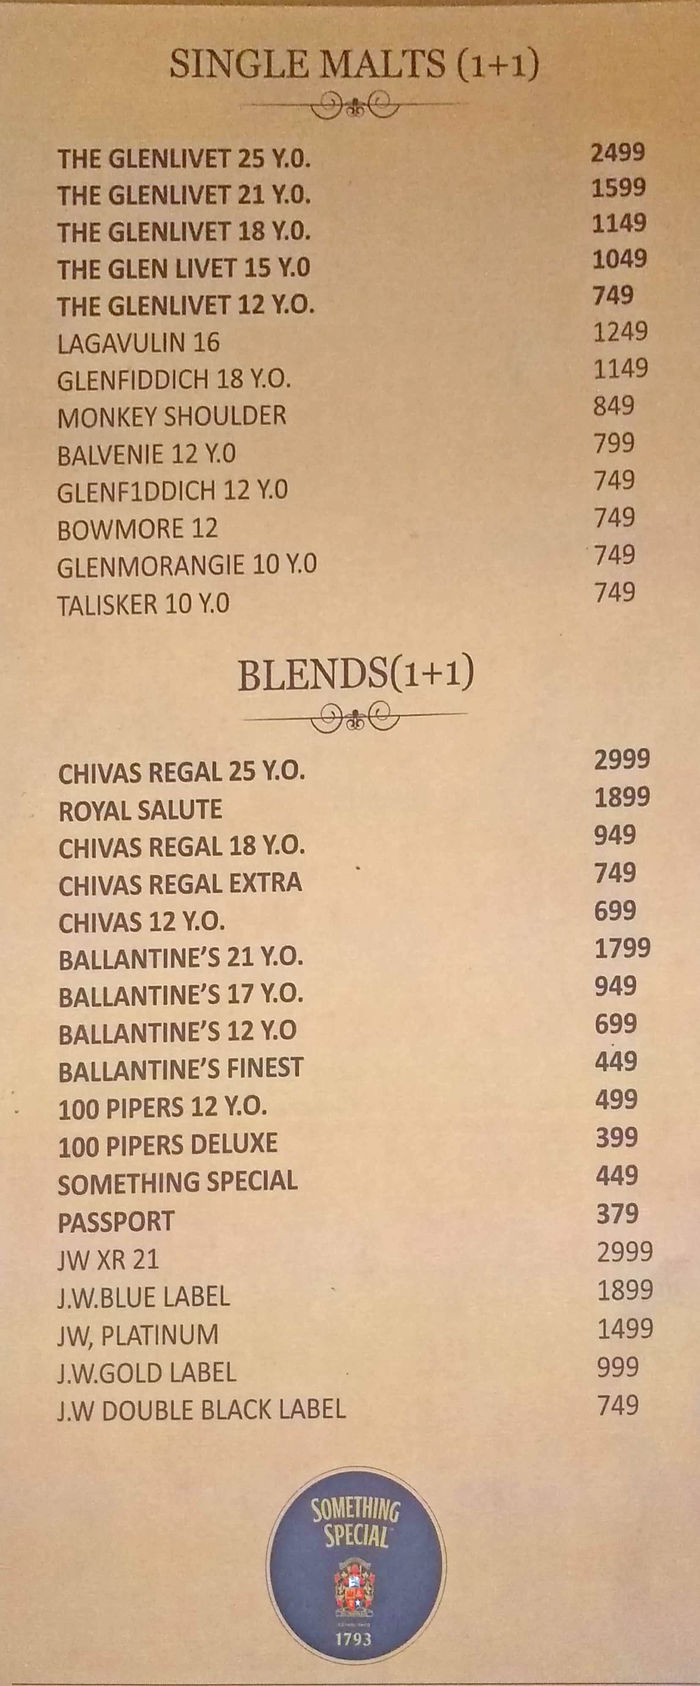 SINGLE MALTS (1+1)
THE GLENLIVET 25 Y.O. 2499
THE GLENLIVET 21 Y.O. 1599
THE GLENLIVET 18 Y.O. 1149
THE GLEN LIVET 15 Y.O 1049
THE GLENLIVET 12 Y.O. 749
LAGAVULIN 16 1249
GLENFIDDICH 18 Y.O. 1149
MONKEY SHOULDER 849
BALVENIE 12 Y.O 799
GLENF1DDICH 12 Y.O 749
BOWMORE 12 749
GLENMORANGIE 10 Y.O 749
TALISKER 10 Y.O 749
BLENDS(1+1)
CHIVAS REGAL 25 Y.O. 2999
ROYAL SALUTE 1899
CHIVAS REGAL 18 Y.O. 949
CHIVAS REGAL EXTRA 749
CHIVAS 12 Y.O. 699
BALLANTINE'S 21 Y.O. 1799
BALLANTINE'S 17 Y.O. 949
BALLANTINE'S 12 Y.O 699
BALLANTINE'S FINEST 449
100 PIPERS 12 Y.O. 499
100 PIPERS DELUXE 399
SOMETHING SPECIAL 449
PASSPORT 379
JW XR 21 2999
J.W.BLUE LABEL 1899
JW, PLATINUM 1499
J.W.GOLD LABEL 999
J.W DOUBLE BLACK LABEL 749
SOMETHING
SPECIAL
1793